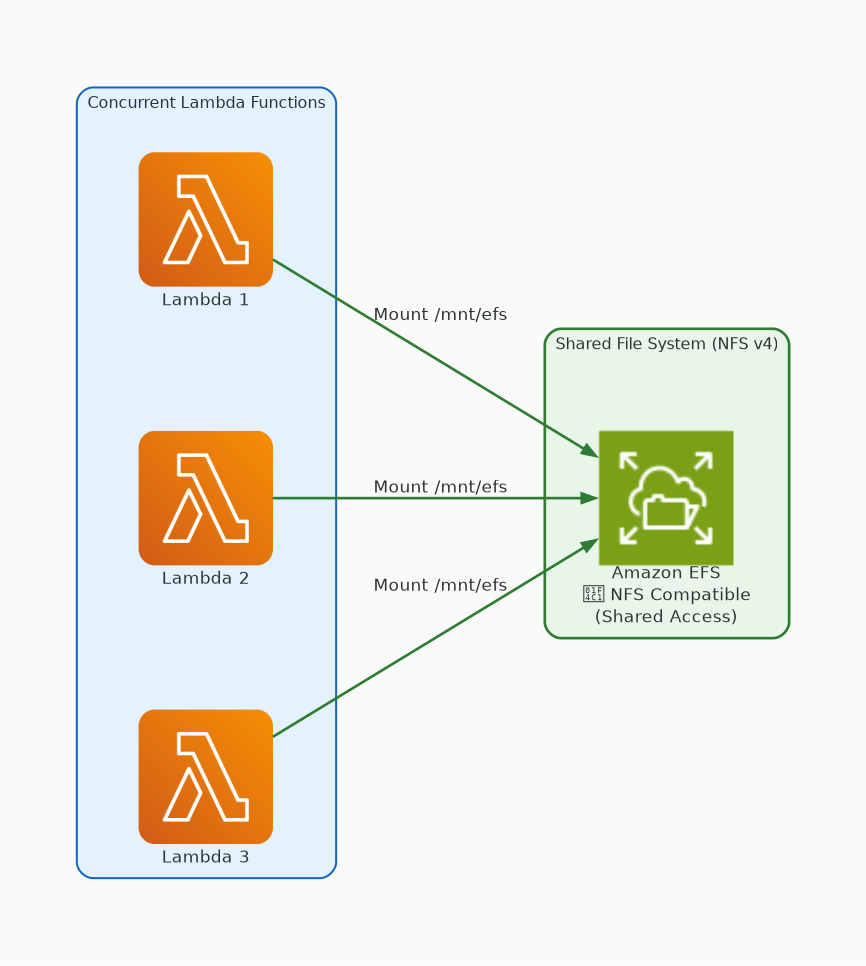 Concurrent Lambda Functions
Lambda 1
Mount /mnt/efs
Shared File System (NFS v4)
Mount /mnt/efs
Lambda 2
Mount /mnt/efs
Amazon EFS
01F4C1 NFS Compatible
(Shared Access)
Lambda 3